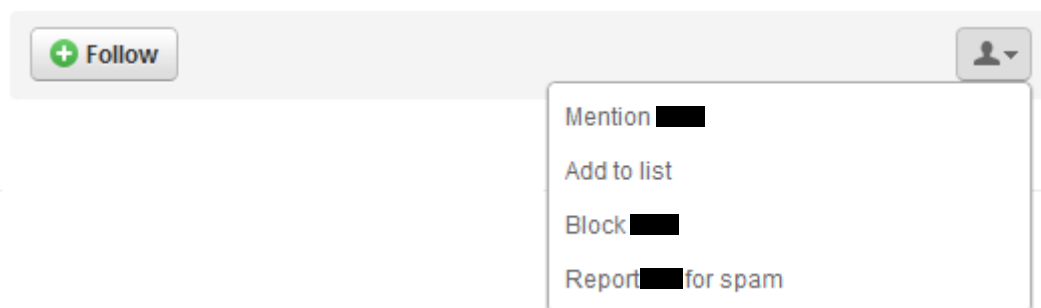 Follow
Mention
Add to list
Block
Report for spam